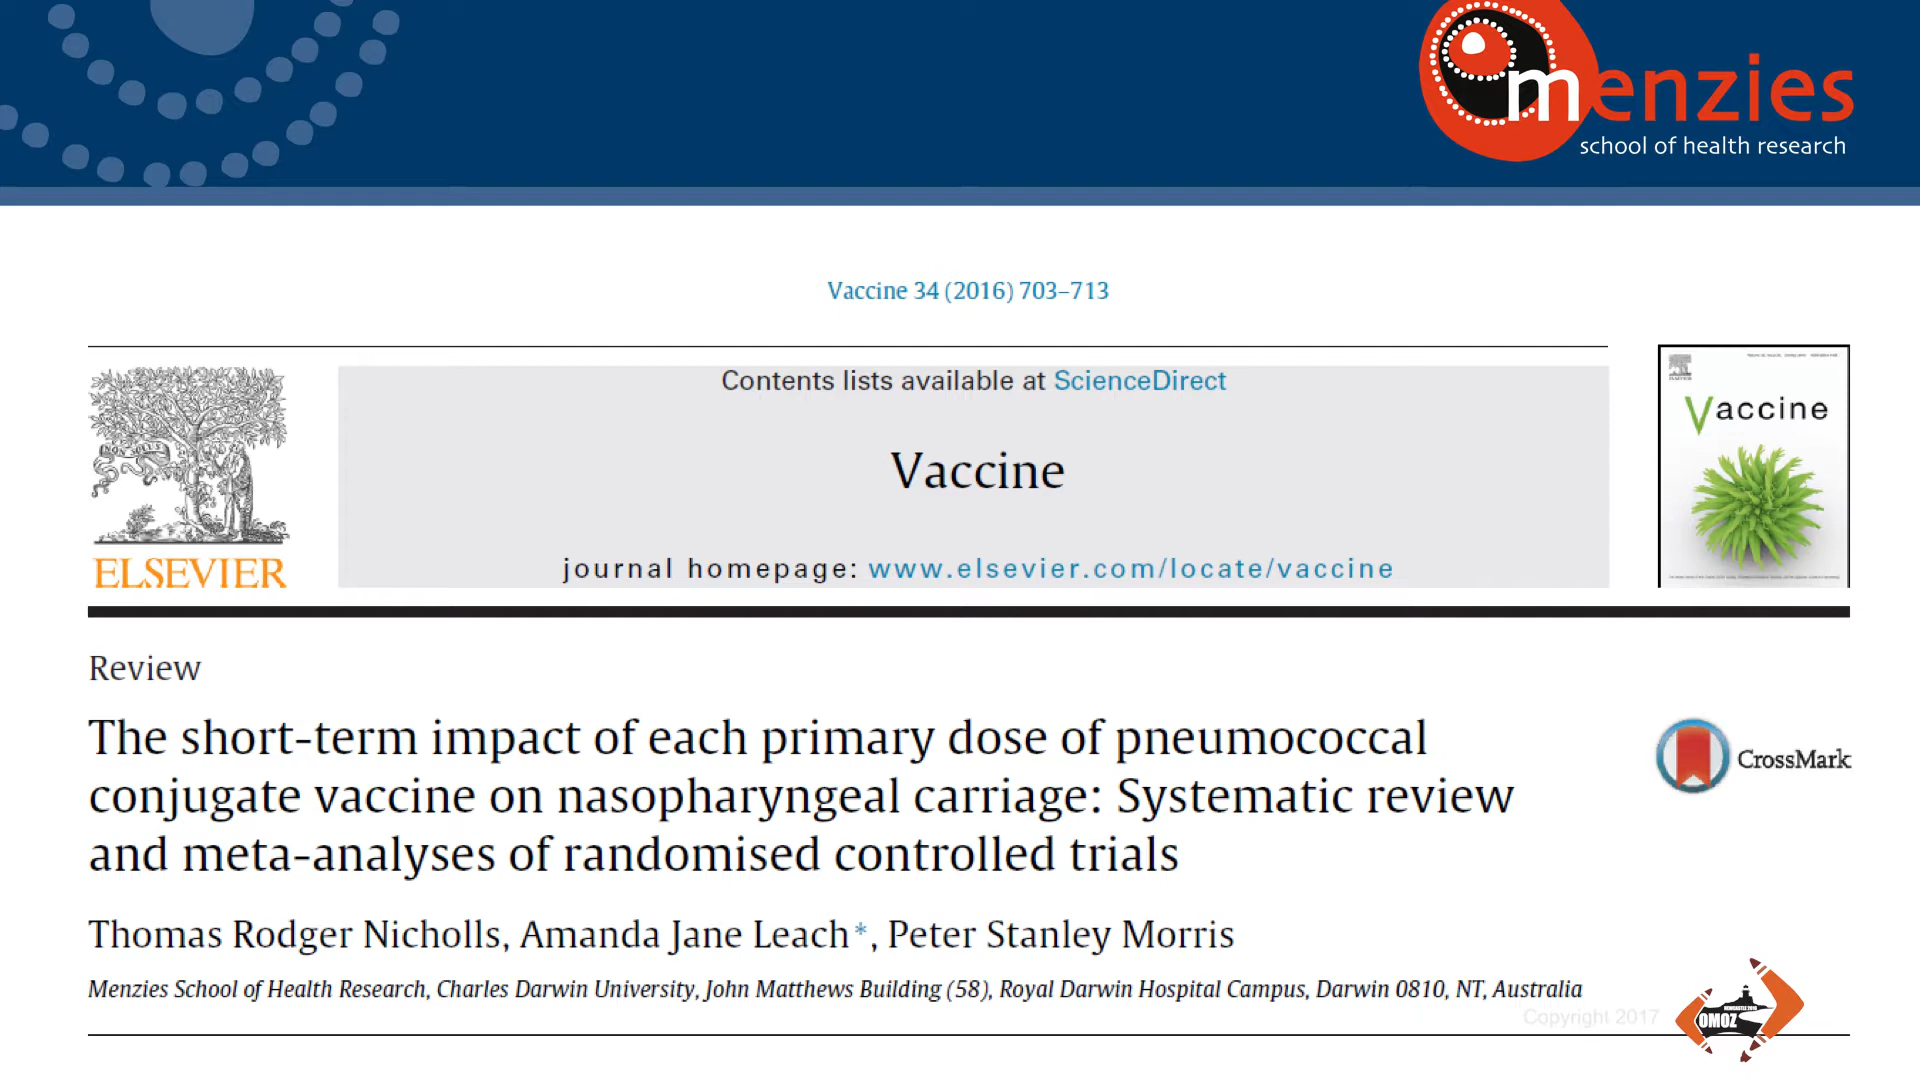 menzies
school of health research
Vaccine 34 (2016) 703–713
Contents lists available at ScienceDirect
Vaccine
journal homepage: www.elsevier.com/locate/vaccine
ELSEVIER
Vaccine
Review
The short-term impact of each primary dose of pneumococcal
conjugate vaccine on nasopharyngeal carriage: Systematic review
and meta-analyses of randomised controlled trials
CrossMark
Thomas Rodger Nicholls, Amanda Jane Leach*, Peter Stanley Morris
Menzies School of Health Research, Charles Darwin University, John Matthews Building (58), Royal Darwin Hospital Campus, Darwin 0810, NT, Australia
Copyright 2017
OMOZ